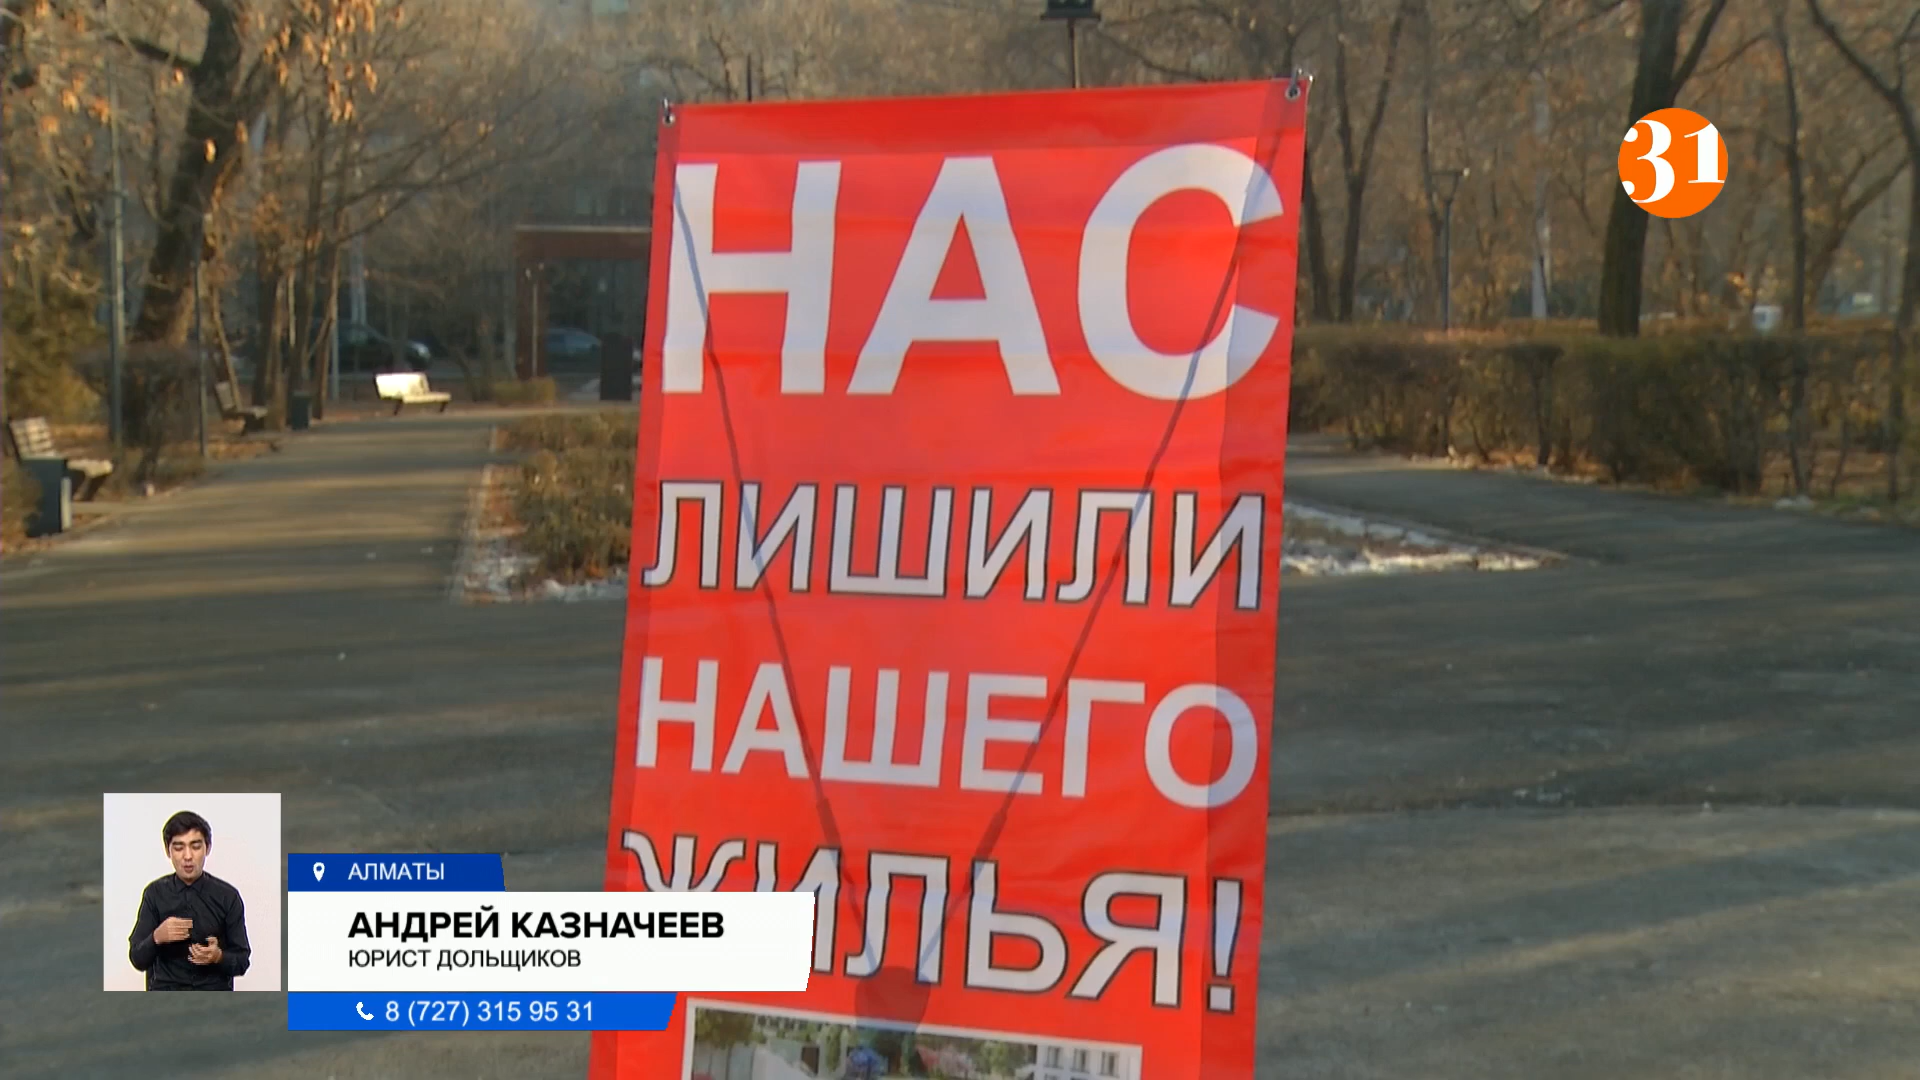 31
НАС
ЛИШИЛИ
НАШЕГО
ЖИЛЬЯ!
АЛМАТЫ
АНДРЕЙ КАЗНАЧЕЕВ
ЮРИСТ ДОЛЬЩИКОВ
8 (727) 315 95 31